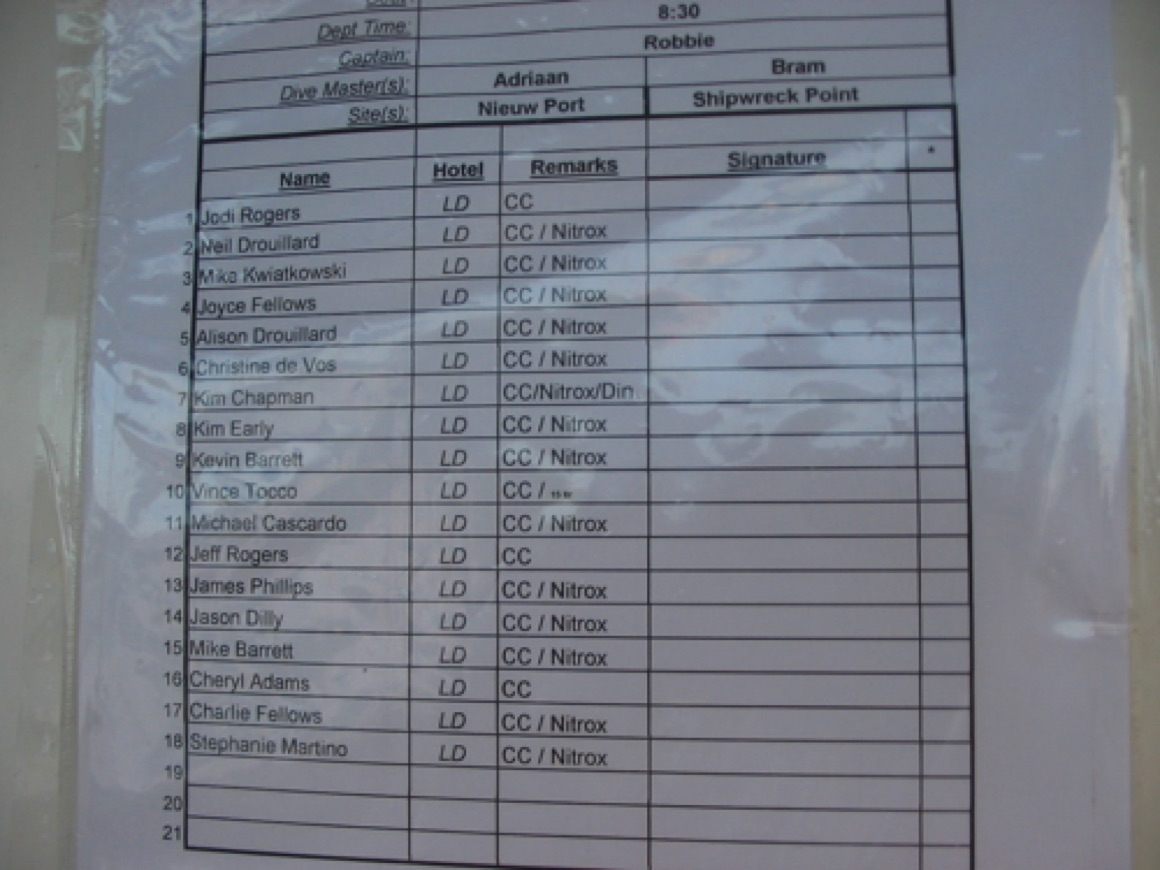 Dept Time: 8:30
Captain: Robbie
Dive Master(s): Adriaan Bram
Site(s): Nieuw Port Shipwreck Point
Name Hotel Remarks Signature *
1 Jodi Rogers LD CC
2 Neil Drouillard LD CC / Nitrox
3 Mike Kwiatkowski LD CC / Nitrox
4 Joyce Fellows LD CC / Nitrox
5 Alison Drouillard LD CC / Nitrox
6 Christine de Vos LD CC / Nitrox
7 Kim Chapman LD CC/Nitrox/Din
8 Kim Early LD CC / Nitrox
9 Kevin Barrett LD CC / Nitrox
10 Vince Tocco LD CC /
11 Michael Cascardo LD CC / Nitrox
12 Jeff Rogers LD CC
13 James Phillips LD CC / Nitrox
14 Jason Dilly LD CC / Nitrox
15 Mike Barrett LD CC / Nitrox
16 Cheryl Adams LD CC
17 Charlie Fellows LD CC / Nitrox
18 Stephanie Martino LD CC / Nitrox
19
20
21